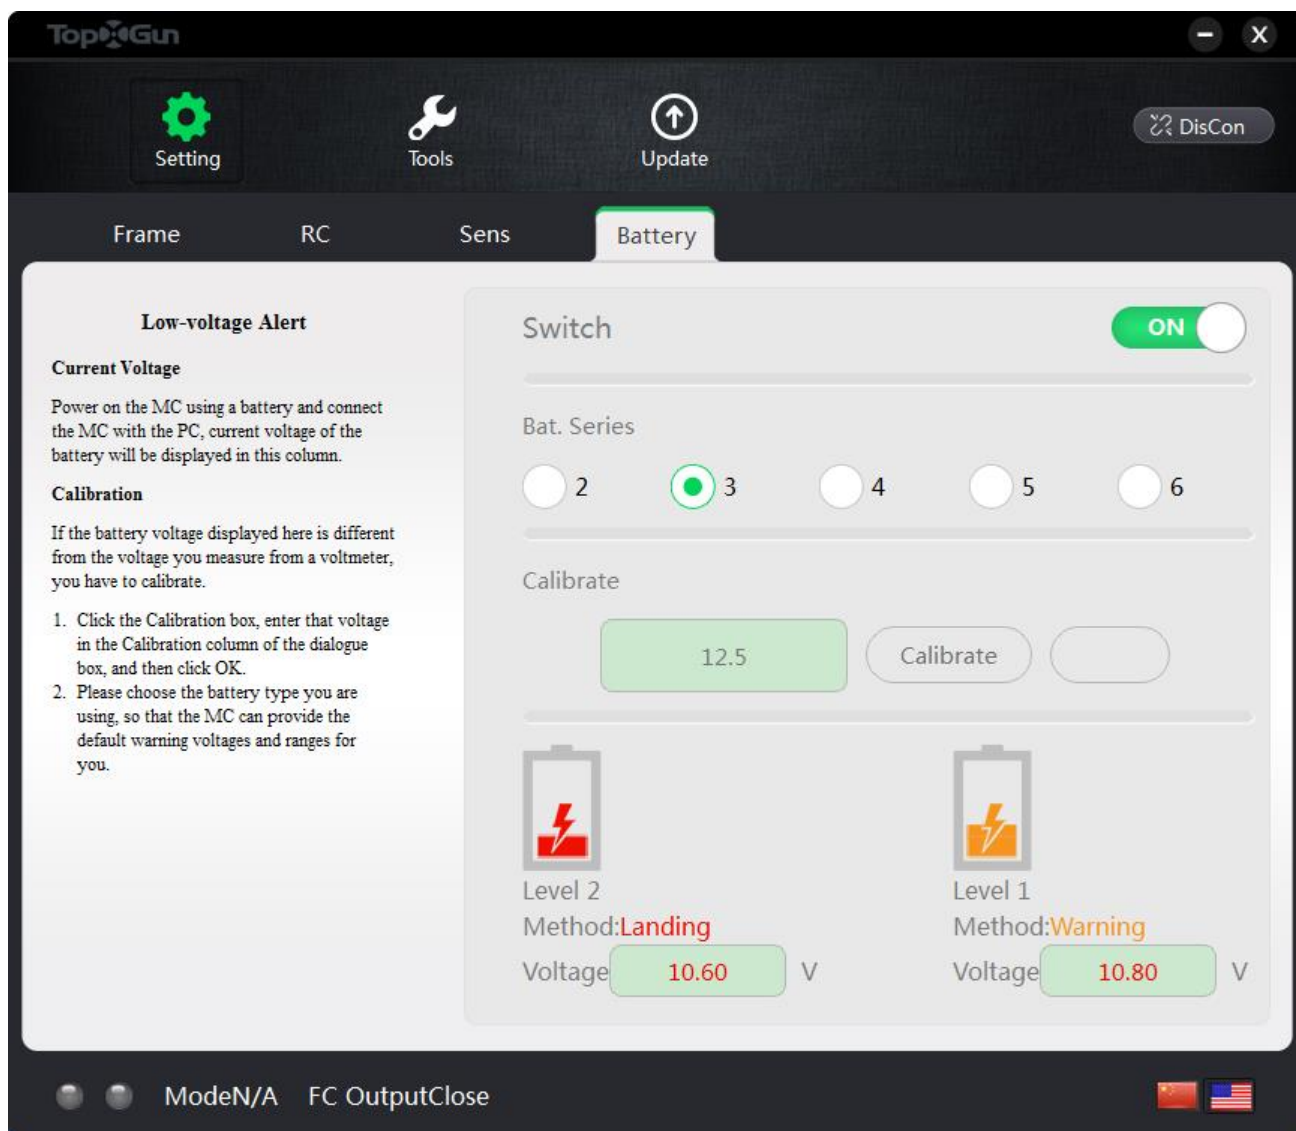 TopGun
- X
Setting Tools Update DisCon
Frame RC Sens Battery
Low-voltage Alert
Current Voltage
Power on the MC using a battery and connect
the MC with the PC, current voltage of the
battery will be displayed in this column.
Calibration
If the battery voltage displayed here is different
from the voltage you measure from a voltmeter,
you have to calibrate.
1. Click the Calibration box, enter that voltage
in the Calibration column of the dialogue
box, and then click OK.
2. Please choose the battery type you are
using, so that the MC can provide the
default warning voltages and ranges for
you.
Switch ON
Bat. Series
2 3 4 5 6
Calibrate
12.5 Calibrate
Level 2
Method:Landing
Voltage 10.60 V
Level 1
Method:Warning
Voltage 10.80 V
ModeN/A FC OutputClose